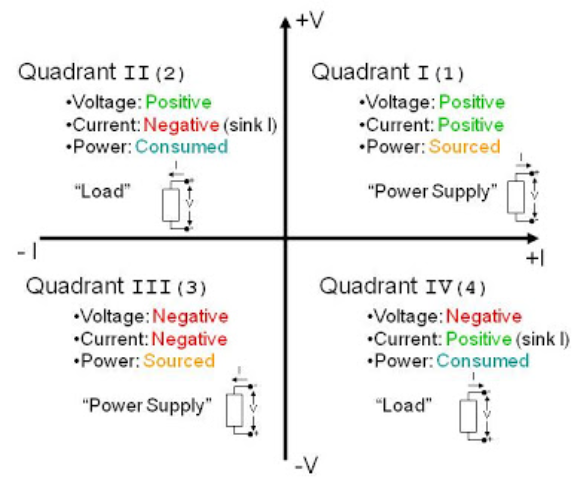 +V
Quadrant II (2)
•Voltage: Positive
•Current: Negative (sink I)
•Power: Consumed
I
"Load"
+
V
-
Quadrant I (1)
•Voltage: Positive
•Current: Positive
•Power: Sourced
I
"Power Supply"
+
V
-
- I
+I
Quadrant III (3)
•Voltage: Negative
•Current: Negative
•Power: Sourced
I
"Power Supply"
-
V
+
Quadrant IV (4)
•Voltage: Negative
•Current: Positive (sink I)
•Power: Consumed
I
"Load"
-
V
+
-V